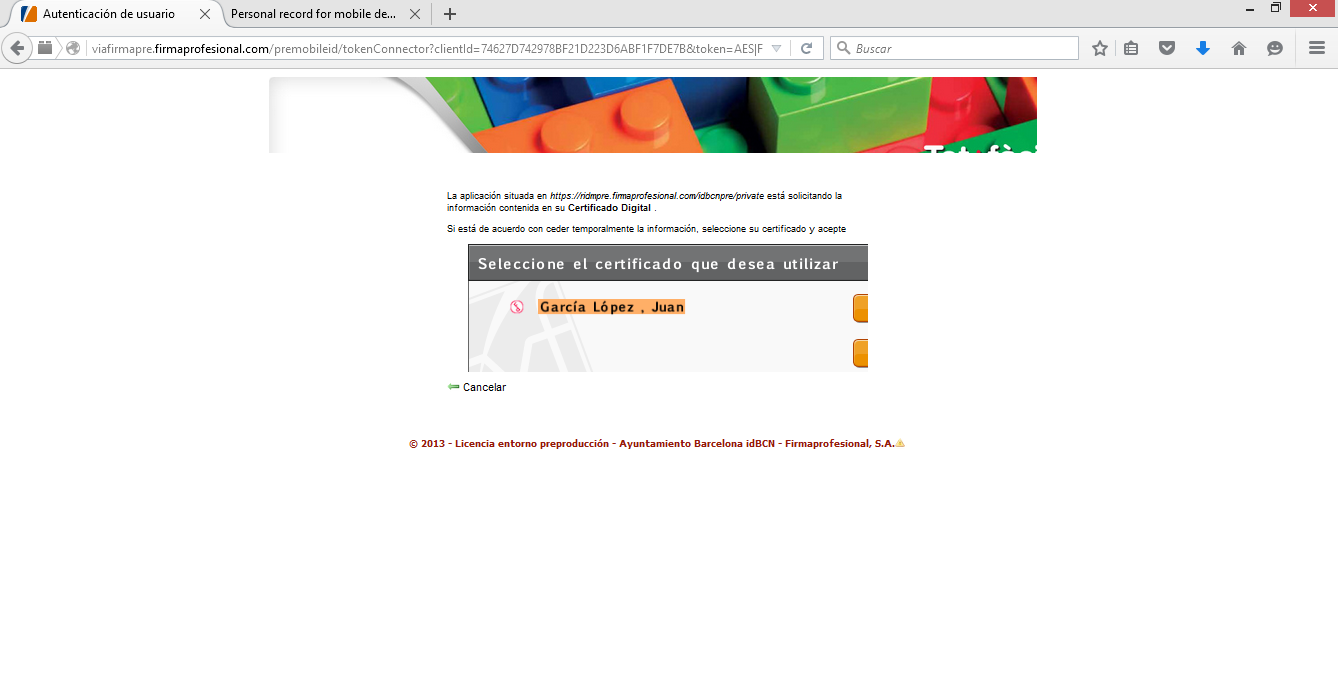 Autenticación de usuario
Personal record for mobile de...
viafirmapre.firmaprofesional.com/premobileid/tokenConnector?clientId=74627D742978BF21D223D6ABF1F7DE7B&token=AES|F
Buscar
La aplicación situada en https://ridmpre.firmaprofesional.com/idbcnpre/private está solicitando la
información contenida en su Certificado Digital .
Si está de acuerdo con ceder temporalmente la información, seleccione su certificado y acepte
Seleccione el certificado que desea utilizar
García López , Juan
Cancelar
© 2013 - Licencia entorno preproducción - Ayuntamiento Barcelona idBCN - Firmaprofesional, S.A.